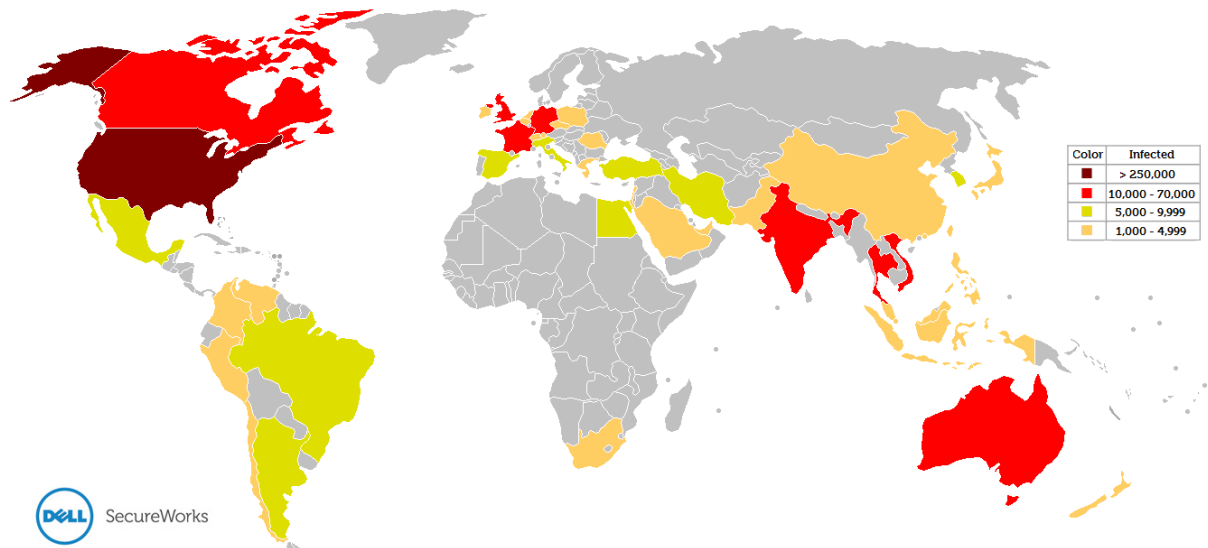 Color Infected
> 250,000
10,000 - 70,000
5,000 - 9,999
1,000 - 4,999
DELL SecureWorks